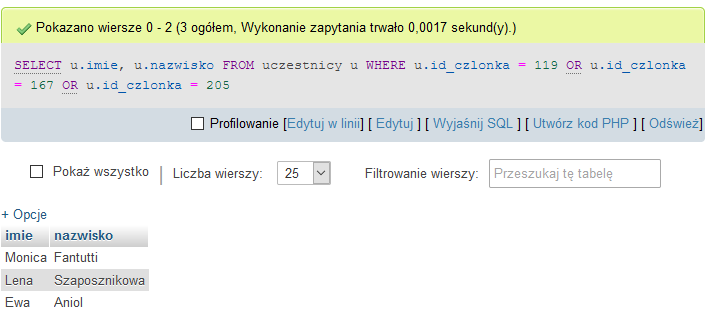 Pokazano wiersze 0 - 2 (3 ogółem, Wykonanie zapytania trwało 0,0017 sekund(y).)
SELECT u.imie, u.nazwisko FROM uczestnicy u WHERE u.id_czlonka = 119 OR u.id_czlonka
= 167 OR u.id_czlonka = 205
Profilowanie [Edytuj w linii] [ Edytuj ] [ Wyjaśnij SQL ] [ Utwórz kod PHP ] [ Odśwież]
Pokaż wszystko | Liczba wierszy: 25 Filtrowanie wierszy: Przeszukaj tę tabelę
+ Opcje
imie nazwisko
Monica Fantutti
Lena Szaposznikowa
Ewa Aniol